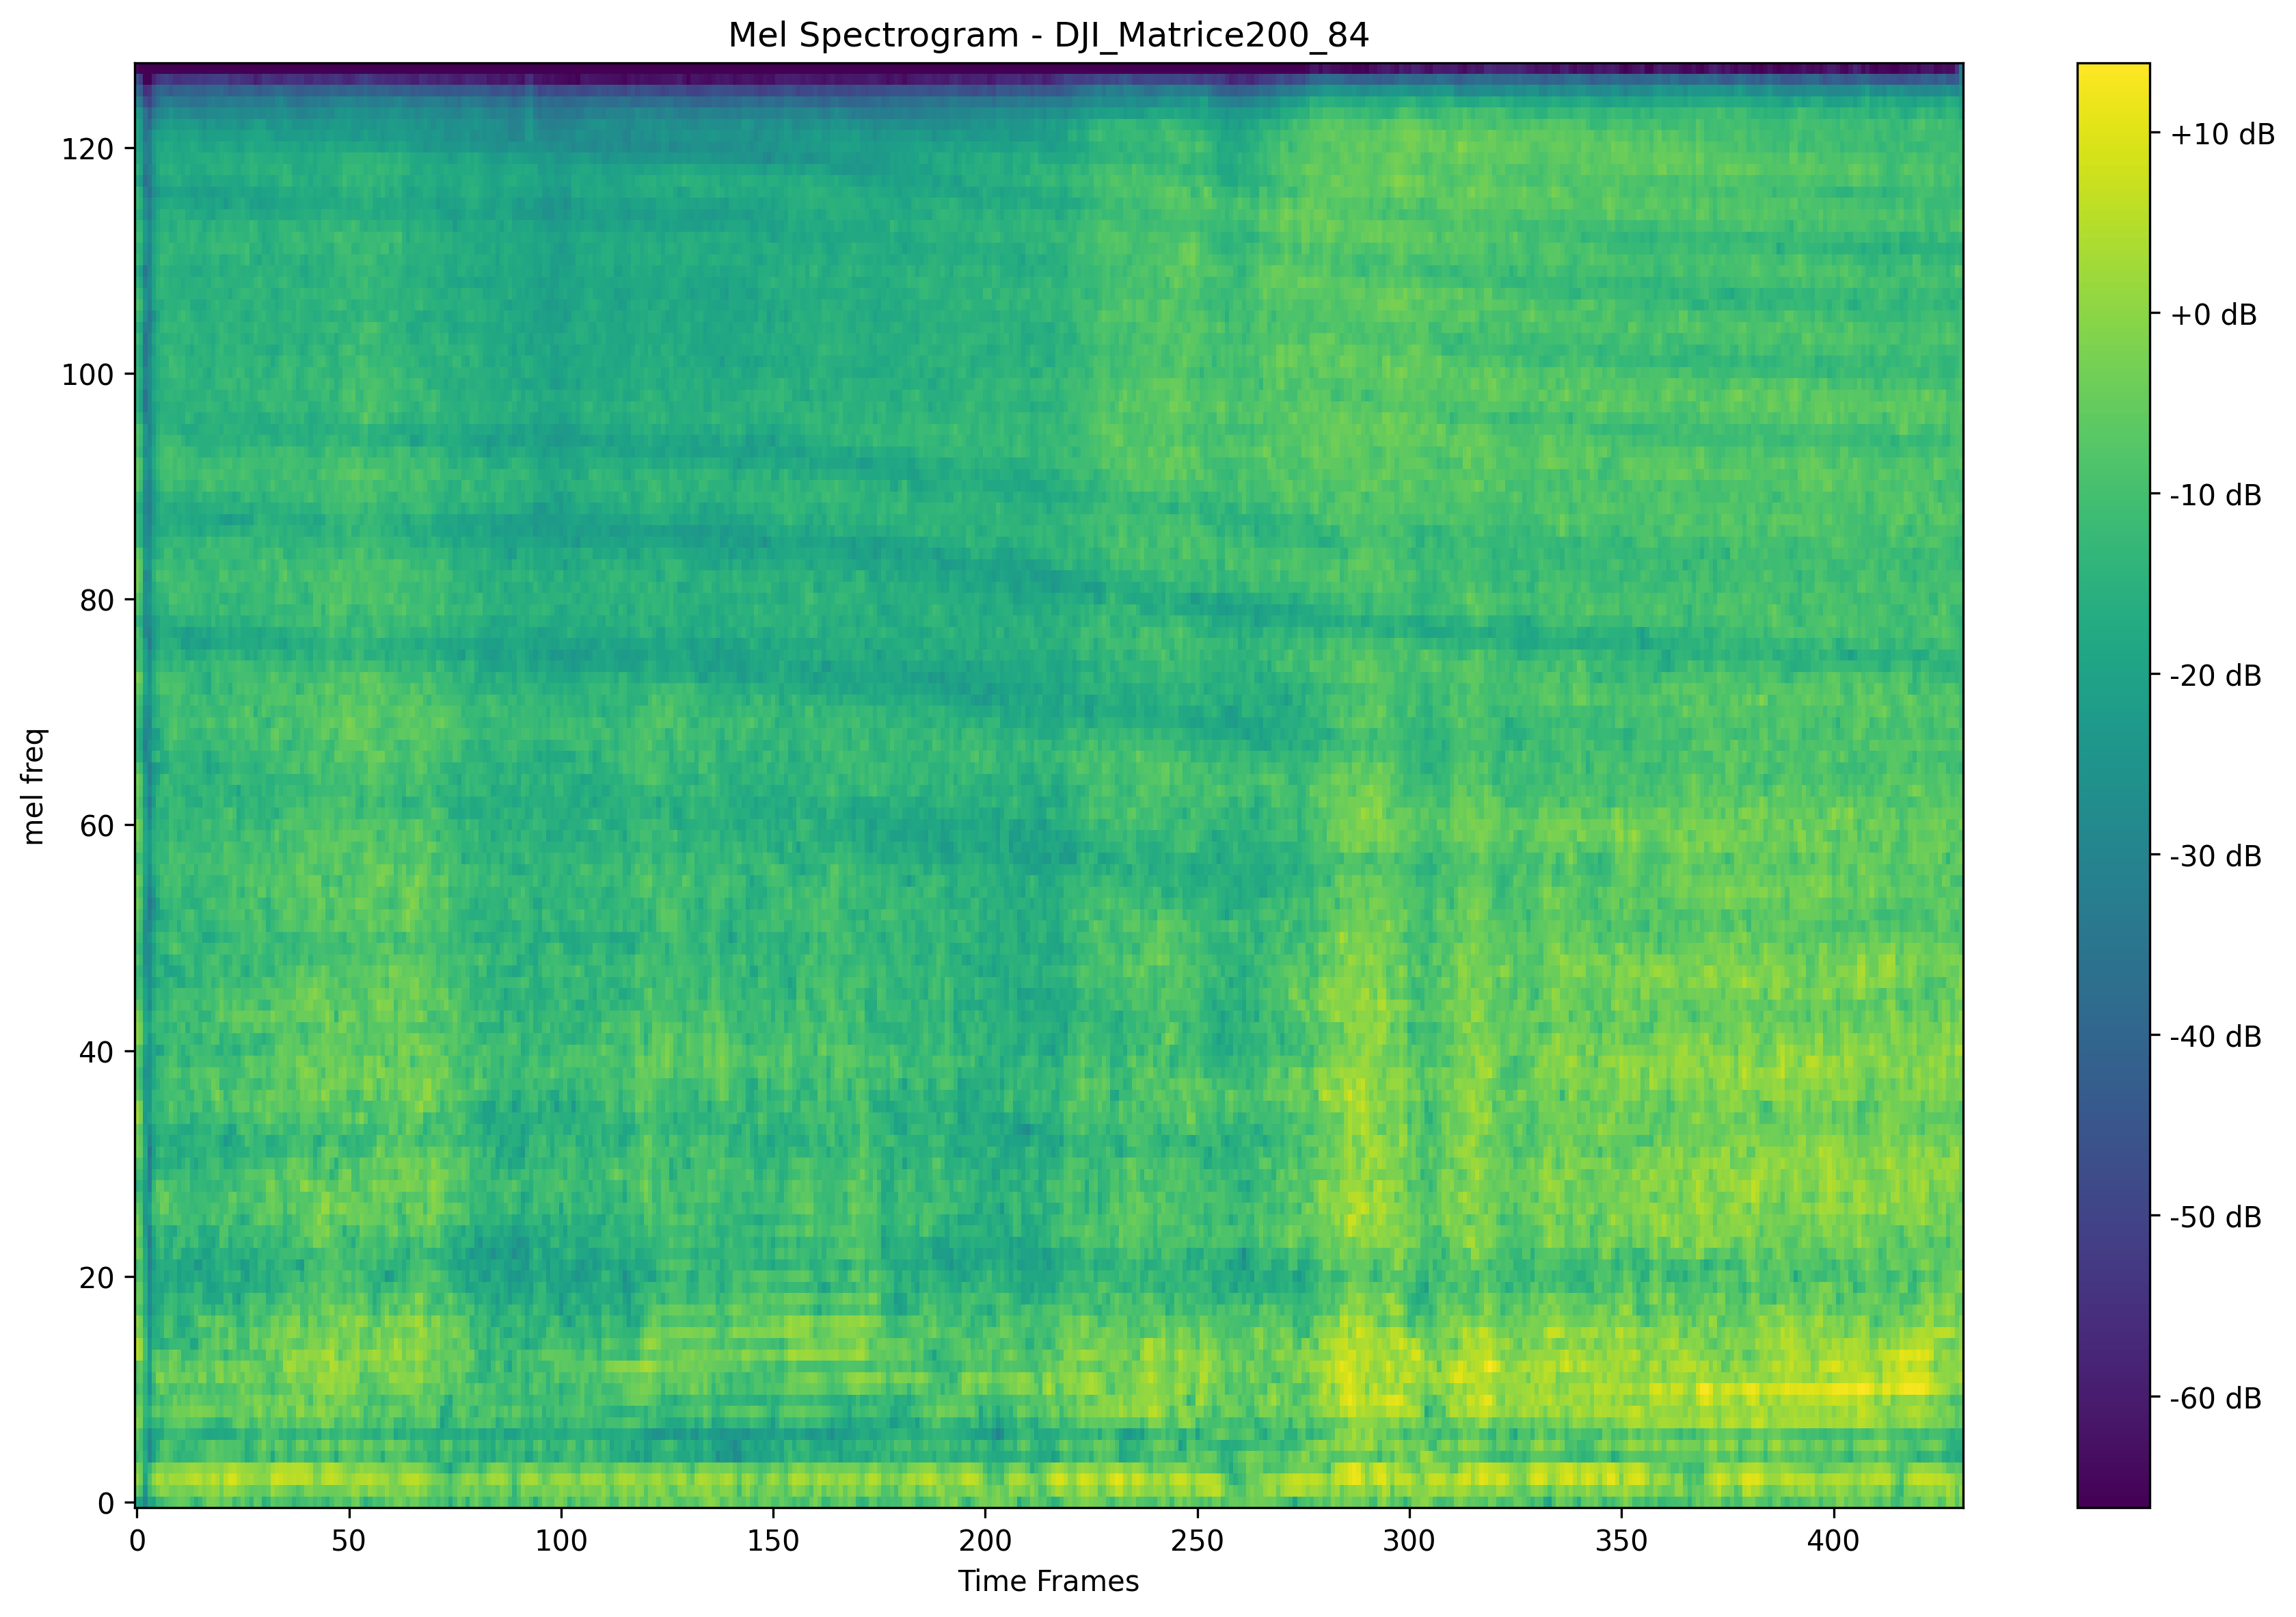 Mel Spectrogram - DJI_Matrice200_84
120
100
80
60
40
20
0
mel freq
0 50 100 150 200 250 300 350 400
Time Frames
+10 dB
+0 dB
-10 dB
-20 dB
-30 dB
-40 dB
-50 dB
-60 dB